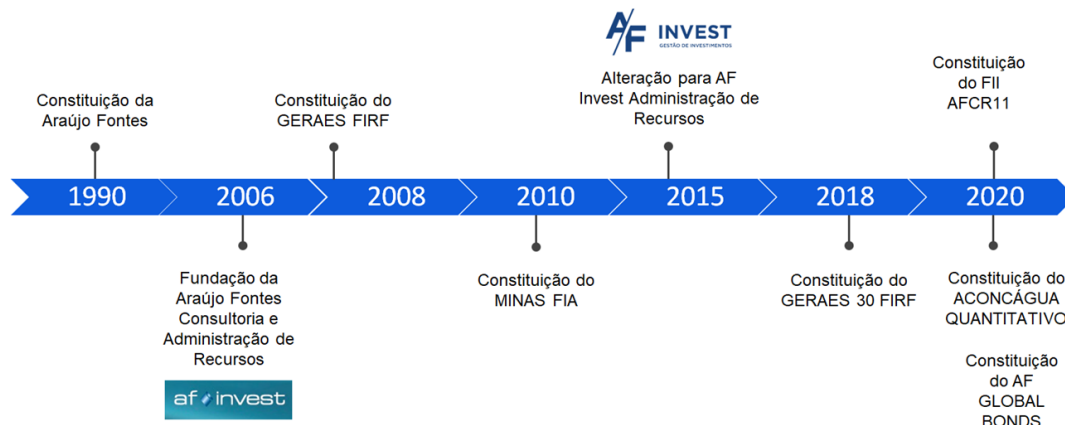 A/F INVEST
GESTÃO DE INVESTIMENTOS
Constituição da
Araújo Fontes
Constituição do
GERAES FIRF
Alteração para AF
Invest Administração de
Recursos
Constituição
do FII
AFCR11
1990
2006
2008
2010
2015
2018
2020
Fundação da
Araújo Fontes
Consultoria e
Administração de
Recursos
af invest
Constituição do
MINAS FIA
Constituição do
GERAES 30 FIRF
Constituição do
ACONCÁGUA
QUANTITATIVO
Constituição
do AF
GLOBAL
BONDS